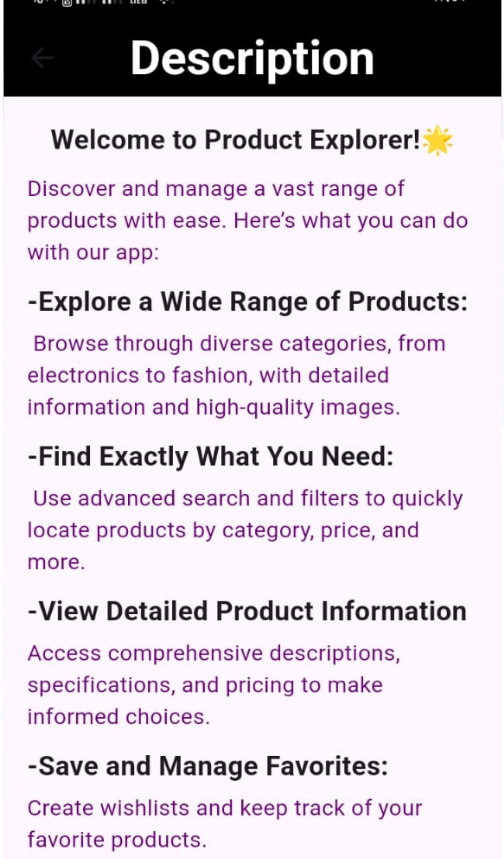 Description
Welcome to Product Explorer!🌟
Discover and manage a vast range of
products with ease. Here’s what you can do
with our app:
-Explore a Wide Range of Products:
Browse through diverse categories, from
electronics to fashion, with detailed
information and high-quality images.
-Find Exactly What You Need:
Use advanced search and filters to quickly
locate products by category, price, and
more.
-View Detailed Product Information
Access comprehensive descriptions,
specifications, and pricing to make
informed choices.
-Save and Manage Favorites:
Create wishlists and keep track of your
favorite products.